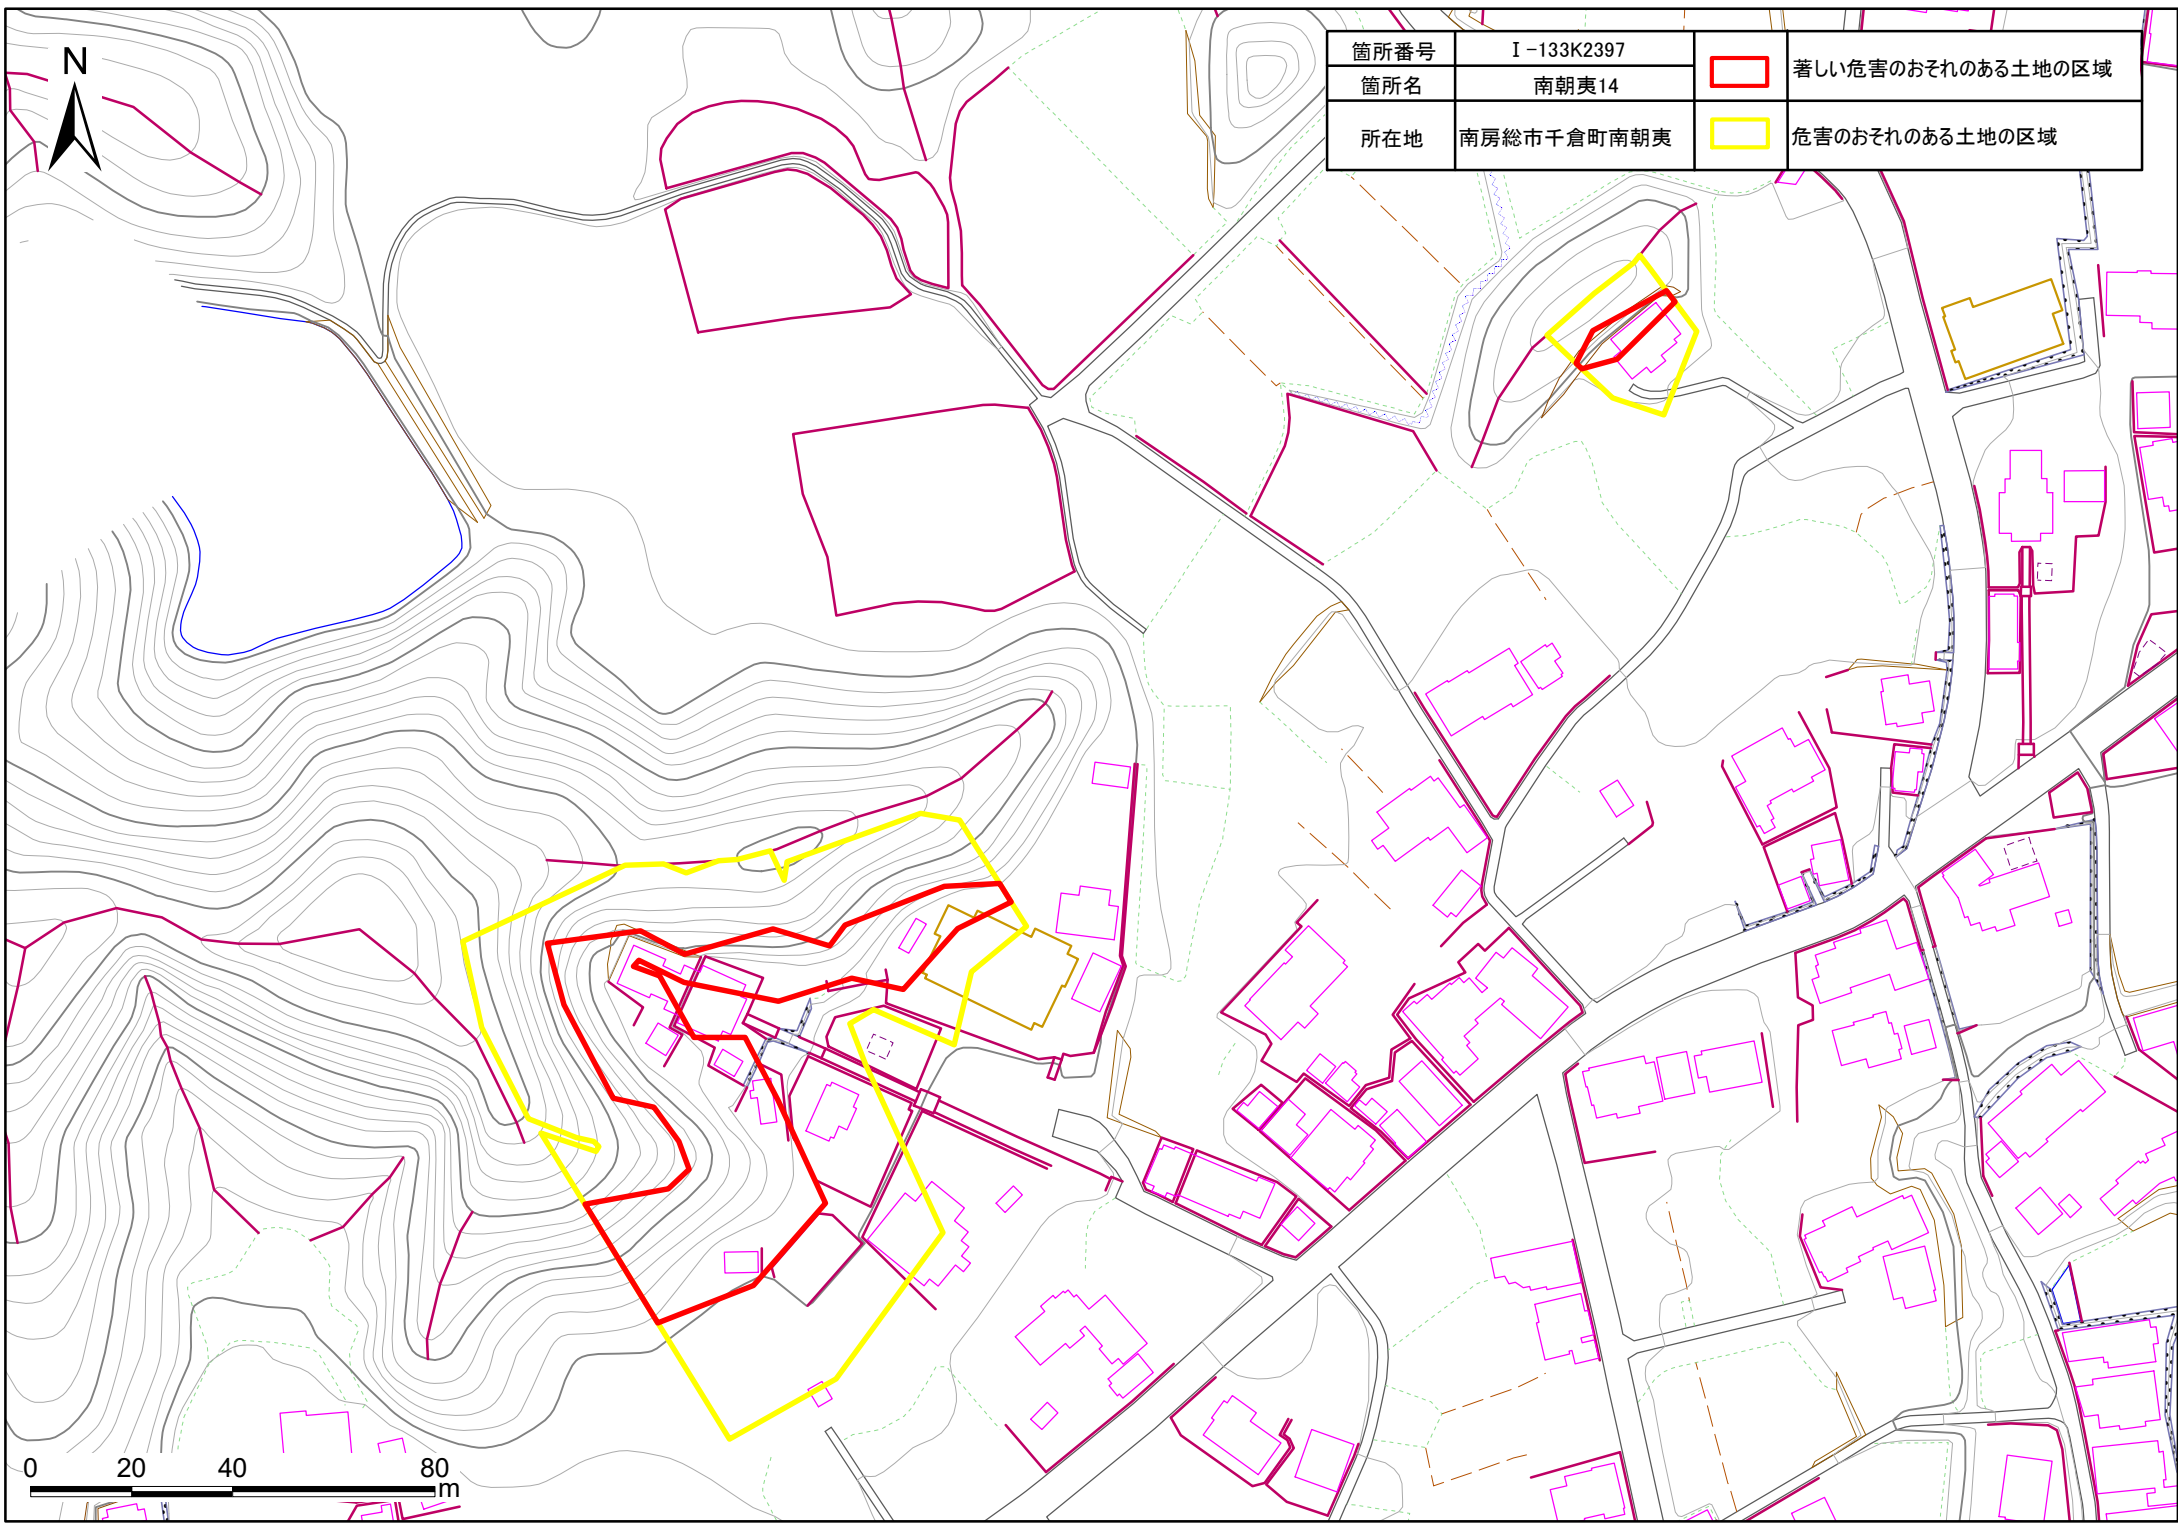 N
箇所番号 Ⅰ-133K2397
著しい危害のおそれのある土地の区域
箇所名 南朝夷14
所在地 南房総市千倉町南朝夷
危害のおそれのある土地の区域
0 20 40 80
m